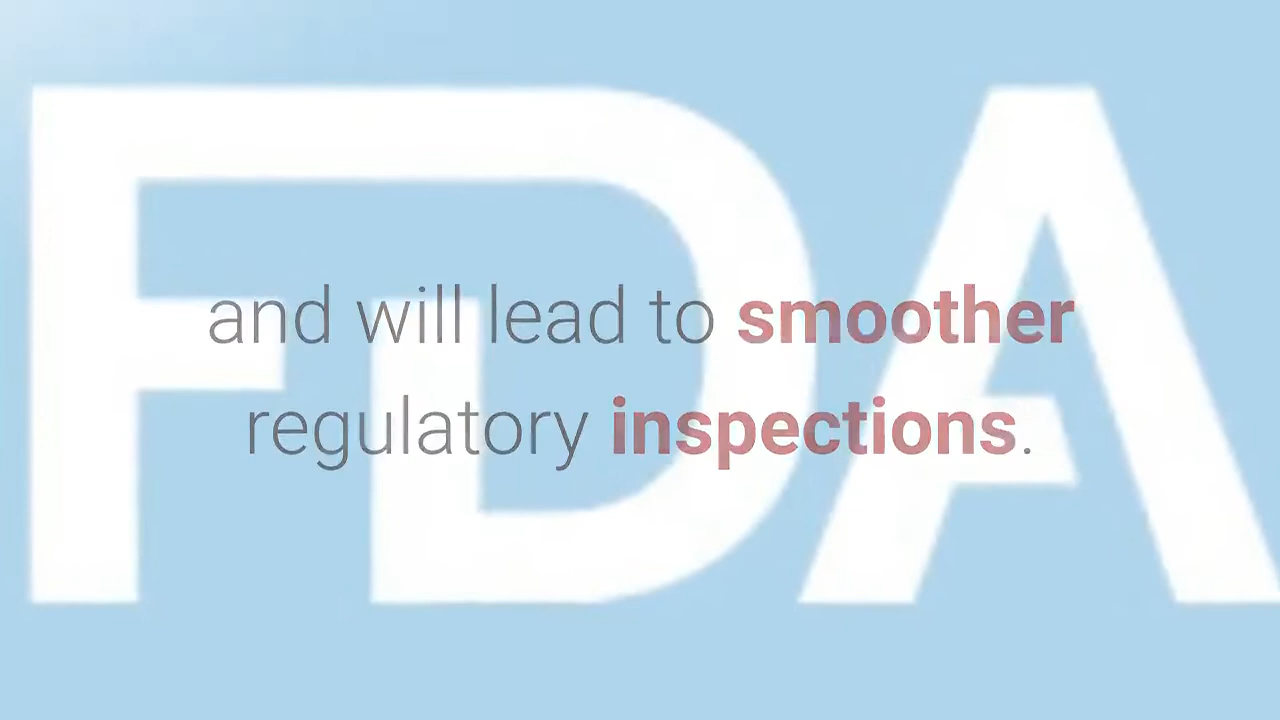 FDA
and will lead to smoother
regulatory inspections.